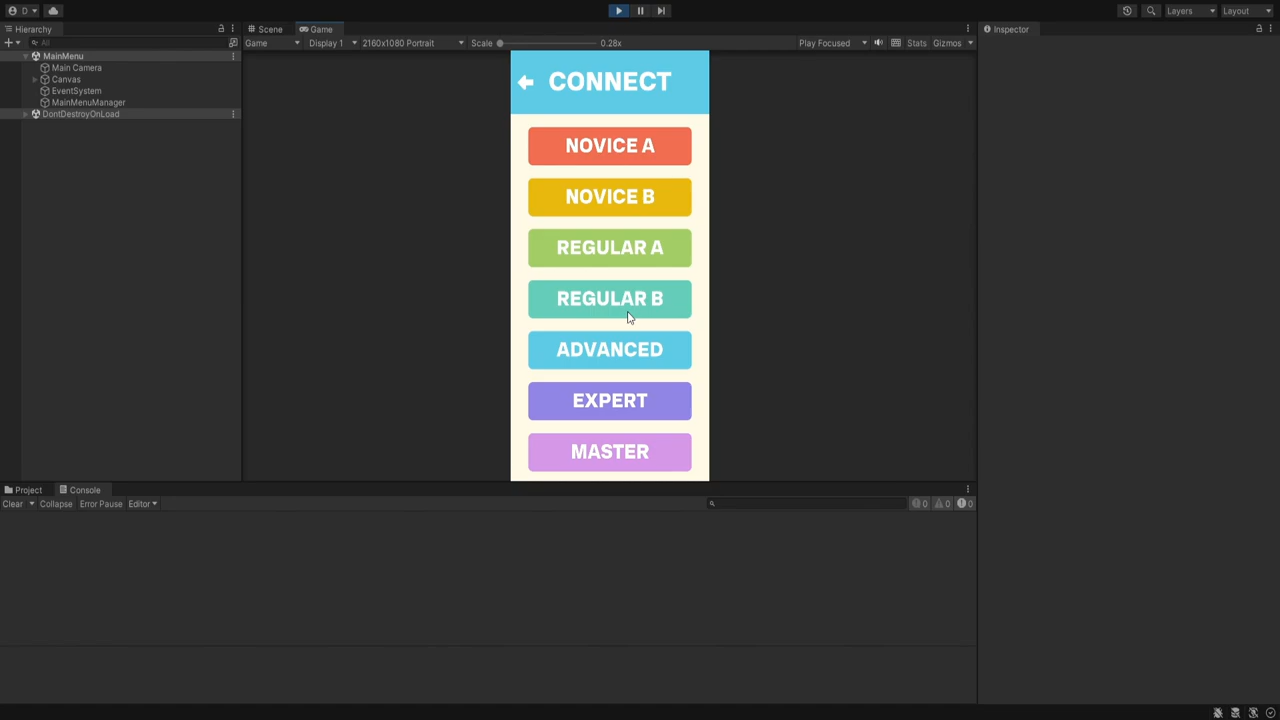 D
Layers
Layout
Hierarchy
Scene
Game
Inspector
All
Game
Display 1
2160x1080 Portrait
Scale
0.28x
Play Focused
Stats
Gizmos
MainMenu
Main Camera
Canvas
EventSystem
MainMenuManager
DontDestroyOnLoad
CONNECT
NOVICE A
NOVICE B
REGULAR A
REGULAR B
ADVANCED
EXPERT
MASTER
Project
Console
Clear
Collapse
Error Pause
Editor
0
0
0